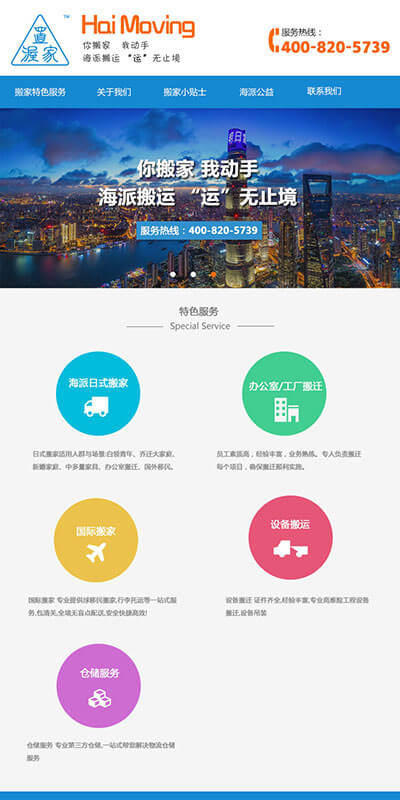 置
渥 家
TM
Hai Moving
你搬家 我动手
海派搬运 “运”无止境
服务热线：
400-820-5739
搬家特色服务 关于我们 搬家小贴士 海派公益 联系我们
你搬家 我动手
海派搬运 “运”无止境
服务热线：400-820-5739
特色服务
Special Service
海派日式搬家
日式搬家适用人群与场景:白领青年、乔迁大家庭、
新婚家庭、中多量家具、办公室搬迁、国外移民。
办公室/工厂搬迁
员工素质高，经验丰富，业务熟练。专人负责搬迁
每个项目，确保搬迁顺利实施。
国际搬家
国际搬家 专业提供球移民搬家,行李托运等一站式服
务,包清关,全境无盲点配送,安全快捷高效!
设备搬运
设备搬迁 证件齐全,经验丰富,专业高难险工程设备
搬迁,设备吊装
仓储服务
仓储服务 专业第三方仓储,一站式帮您解决物流仓储
服务